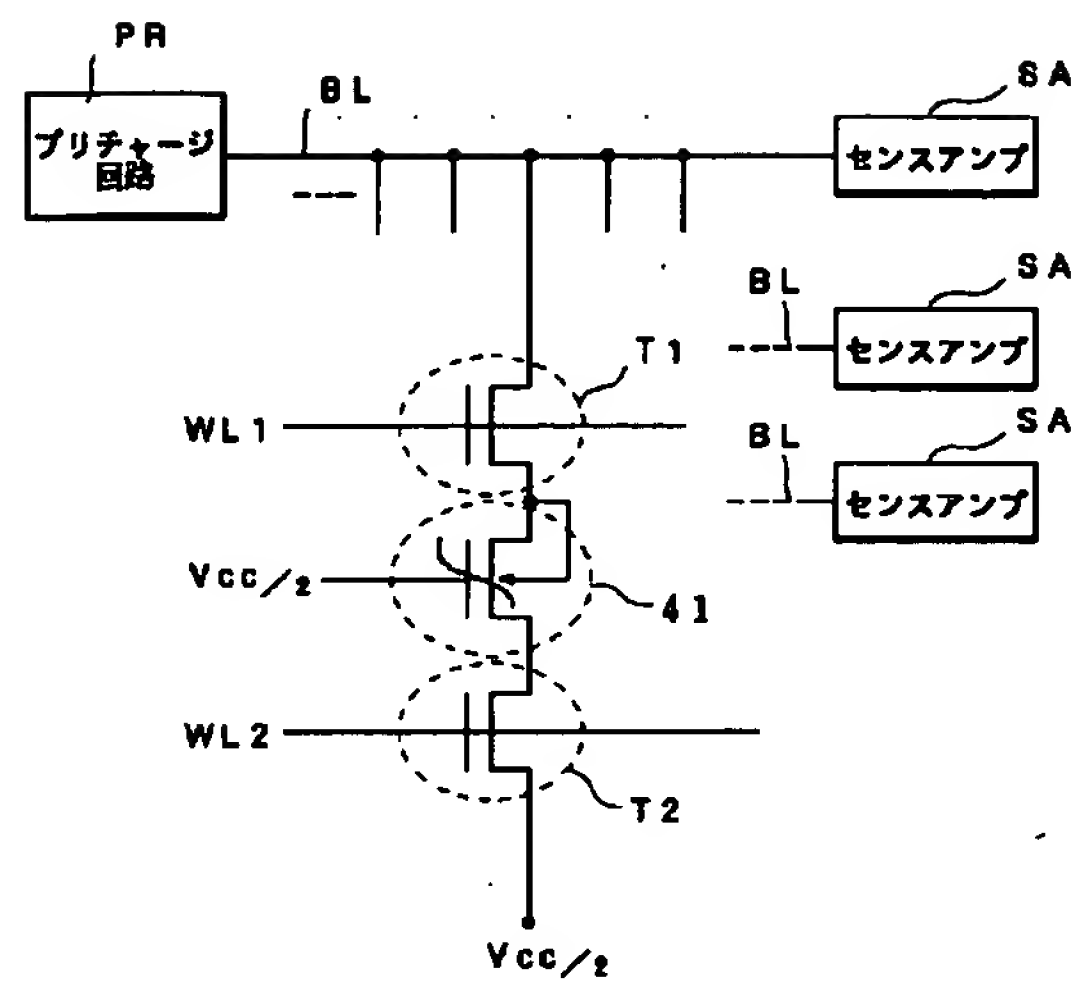 PR
BL
SA
プリチャージ
回路
センスアンプ
BL
SA
センスアンプ
T1
WL1
BL
SA
センスアンプ
Vcc/2
41
WL2
T2
Vcc/2